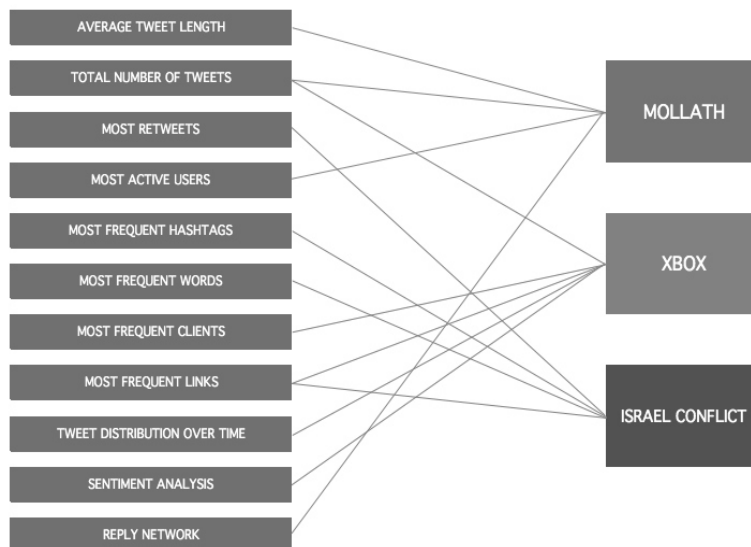 AVERAGE TWEET LENGTH
TOTAL NUMBER OF TWEETS
MOST RETWEETS
MOST ACTIVE USERS
MOST FREQUENT HASHTAGS
MOST FREQUENT WORDS
MOST FREQUENT CLIENTS
MOST FREQUENT LINKS
TWEET DISTRIBUTION OVER TIME
SENTIMENT ANALYSIS
REPLY NETWORK
MOLLATH
XBOX
ISRAEL CONFLICT